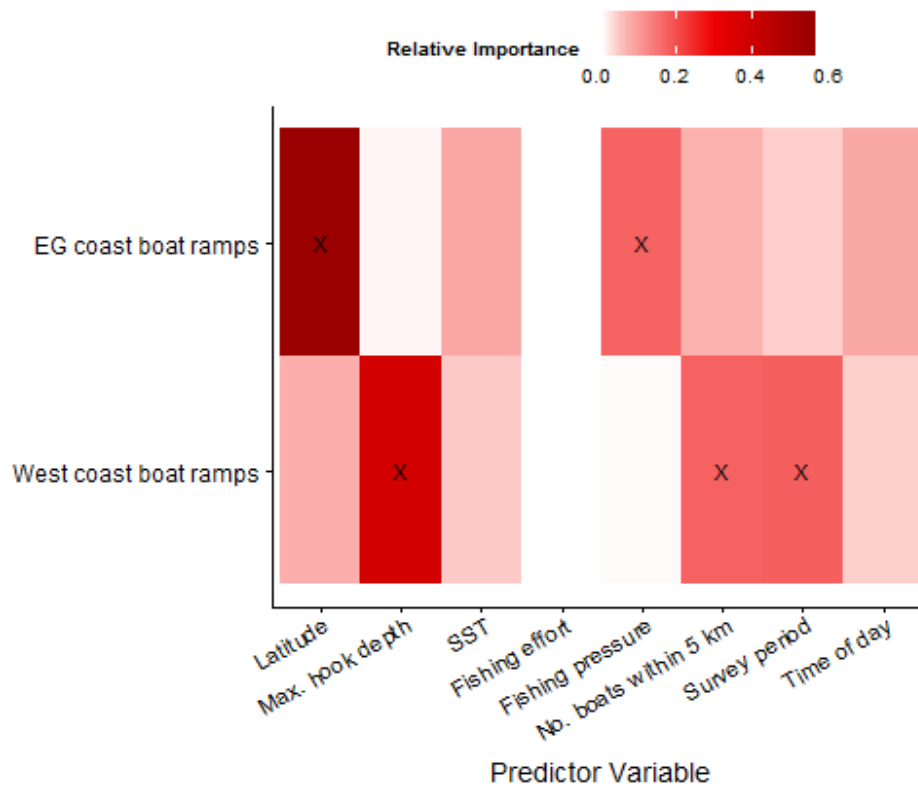 Relative Importance
0.0 0.2 0.4 0.6
EG coast boat ramps
X X
West coast boat ramps
X X X
Latitude
Max. hook depth
SST
Fishing effort
Fishing pressure
No. boats within 5 km
Survey period
Time of day
Predictor Variable